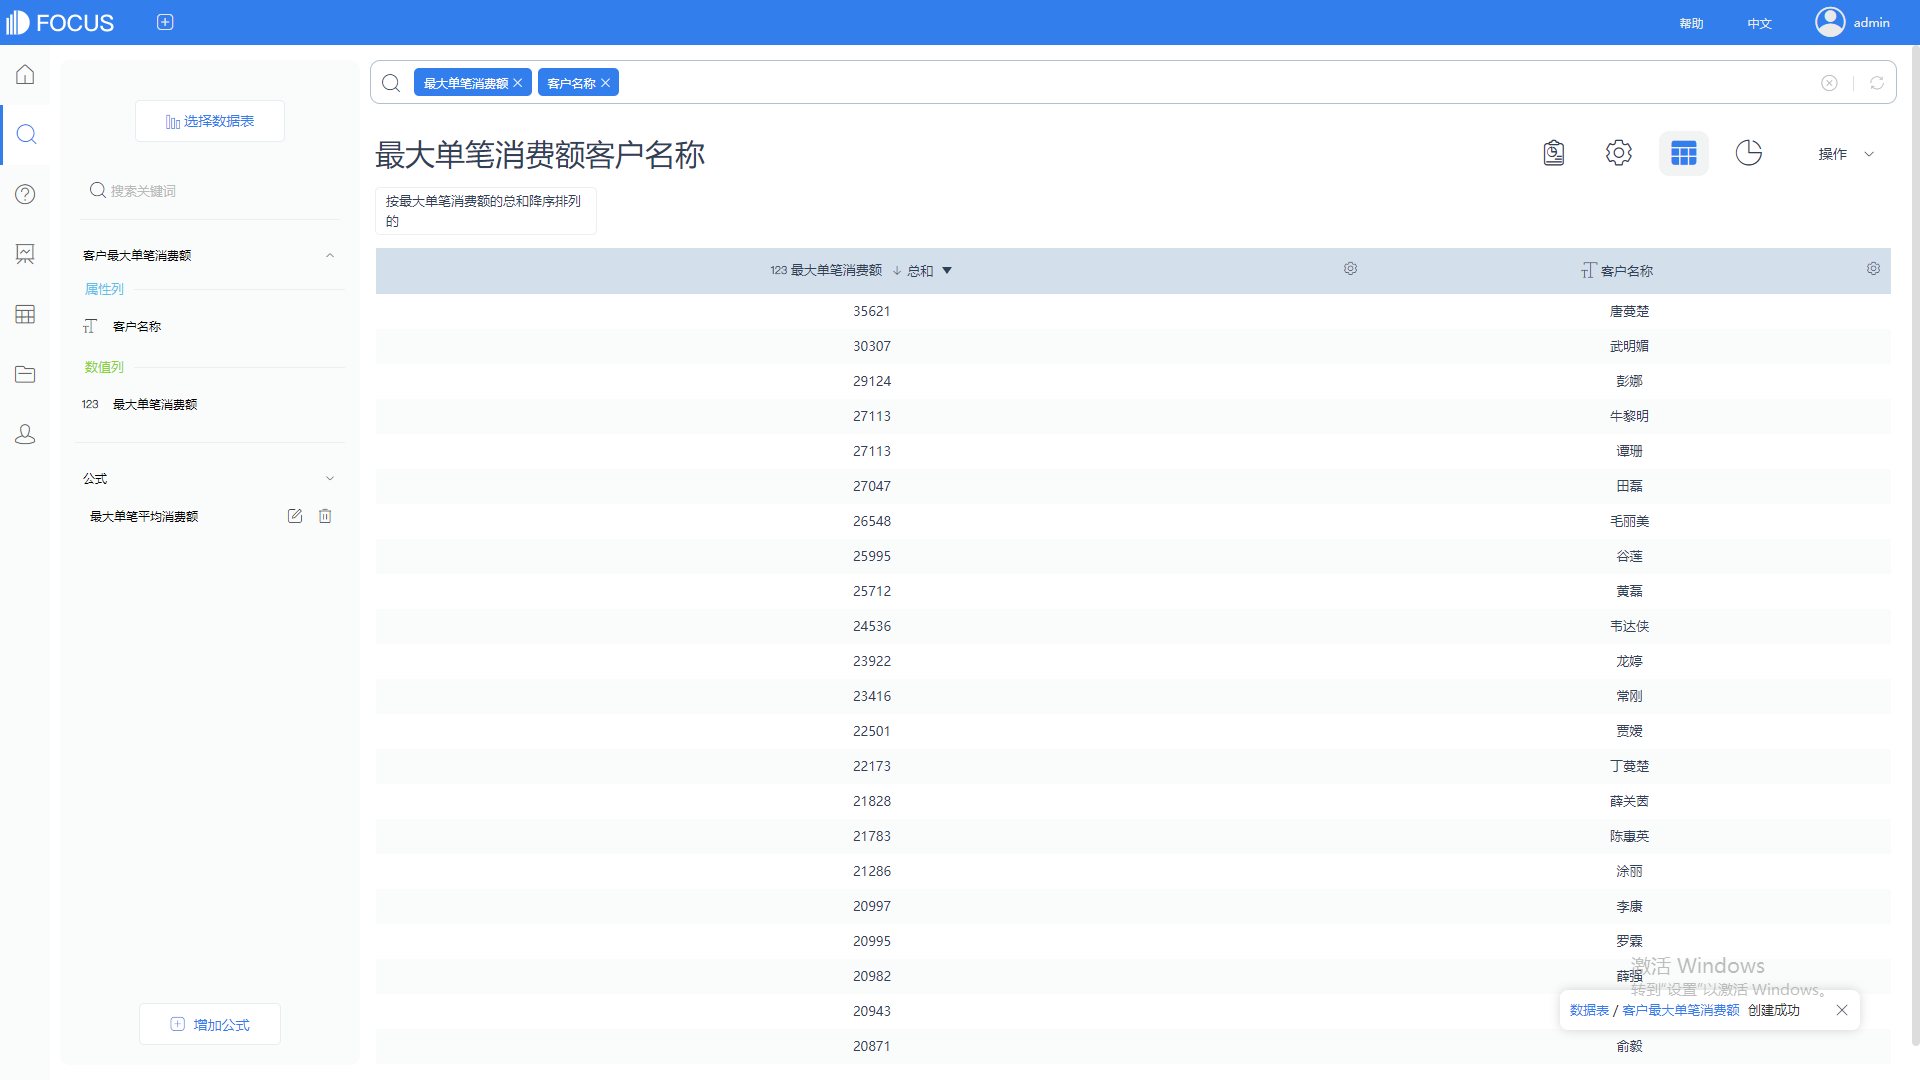 FOCUS
帮助
中文
admin
选择数据表
搜索关键词
客户最大单笔消费额
属性列
客户名称
数值列
123 最大单笔消费额
公式
最大单笔平均消费额
增加公式
最大单笔消费额
客户名称
最大单笔消费额客户名称
操作
按最大单笔消费额的总和降序排列
的
123 最大单笔消费额 ↓ 总和 客户名称
35621 唐蔓楚
30307 武明媚
29124 彭娜
27113 牛黎明
27113 谭珊
27047 田磊
26548 毛丽美
25995 谷莲
25712 黄磊
24536 韦达侠
23922 龙婷
23416 常刚
22501 贾嫒
22173 丁蔓楚
21828 薛关茵
21783 陈惠英
21286 涂丽
20997 李康
20995 罗霖
20982 薛强
20943
20871 俞毅
激活 Windows
转到"设置"以激活 Windows。
数据表 / 客户最大单笔消费额 创建成功